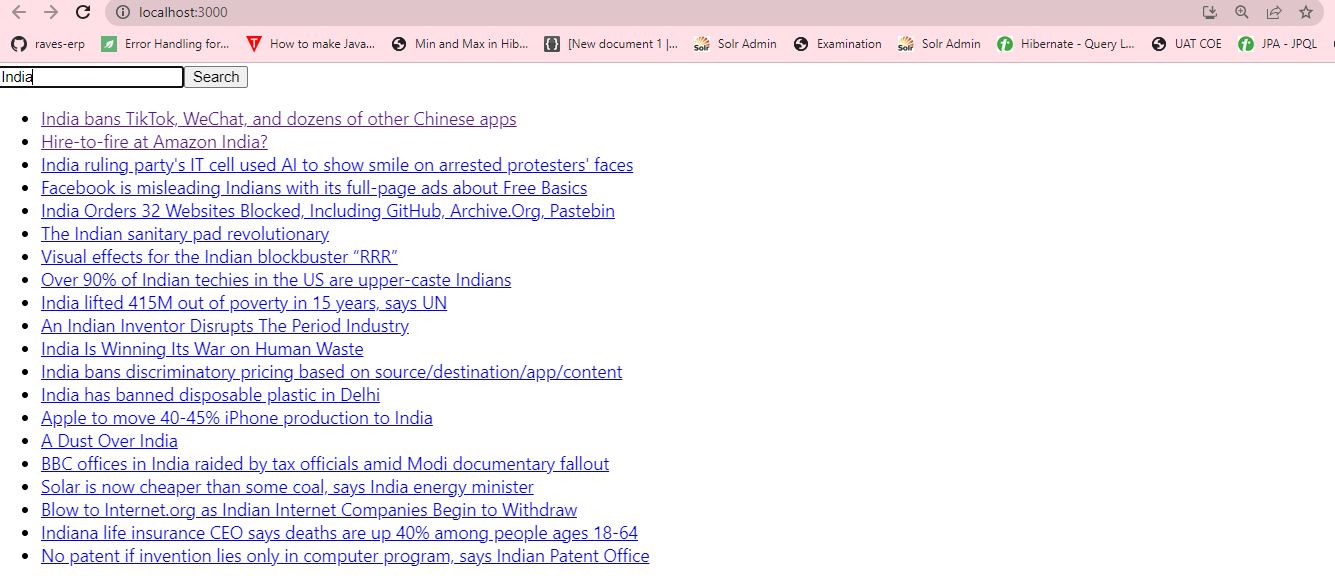 localhost:3000
raves-erp Error Handling for... How to make Java... Min and Max in Hib... [New document 1 |... Solr Admin Examination Solr Admin Hibernate - Query L... UAT COE JPA - JPQL
India Search
India bans TikTok, WeChat, and dozens of other Chinese apps
Hire-to-fire at Amazon India?
India ruling party's IT cell used AI to show smile on arrested protesters' faces
Facebook is misleading Indians with its full-page ads about Free Basics
India Orders 32 Websites Blocked, Including GitHub, Archive.Org, Pastebin
The Indian sanitary pad revolutionary
Visual effects for the Indian blockbuster “RRR”
Over 90% of Indian techies in the US are upper-caste Indians
India lifted 415M out of poverty in 15 years, says UN
An Indian Inventor Disrupts The Period Industry
India Is Winning Its War on Human Waste
India bans discriminatory pricing based on source/destination/app/content
India has banned disposable plastic in Delhi
Apple to move 40-45% iPhone production to India
A Dust Over India
BBC offices in India raided by tax officials amid Modi documentary fallout
Solar is now cheaper than some coal, says India energy minister
Blow to Internet.org as Indian Internet Companies Begin to Withdraw
Indiana life insurance CEO says deaths are up 40% among people ages 18-64
No patent if invention lies only in computer program, says Indian Patent Office